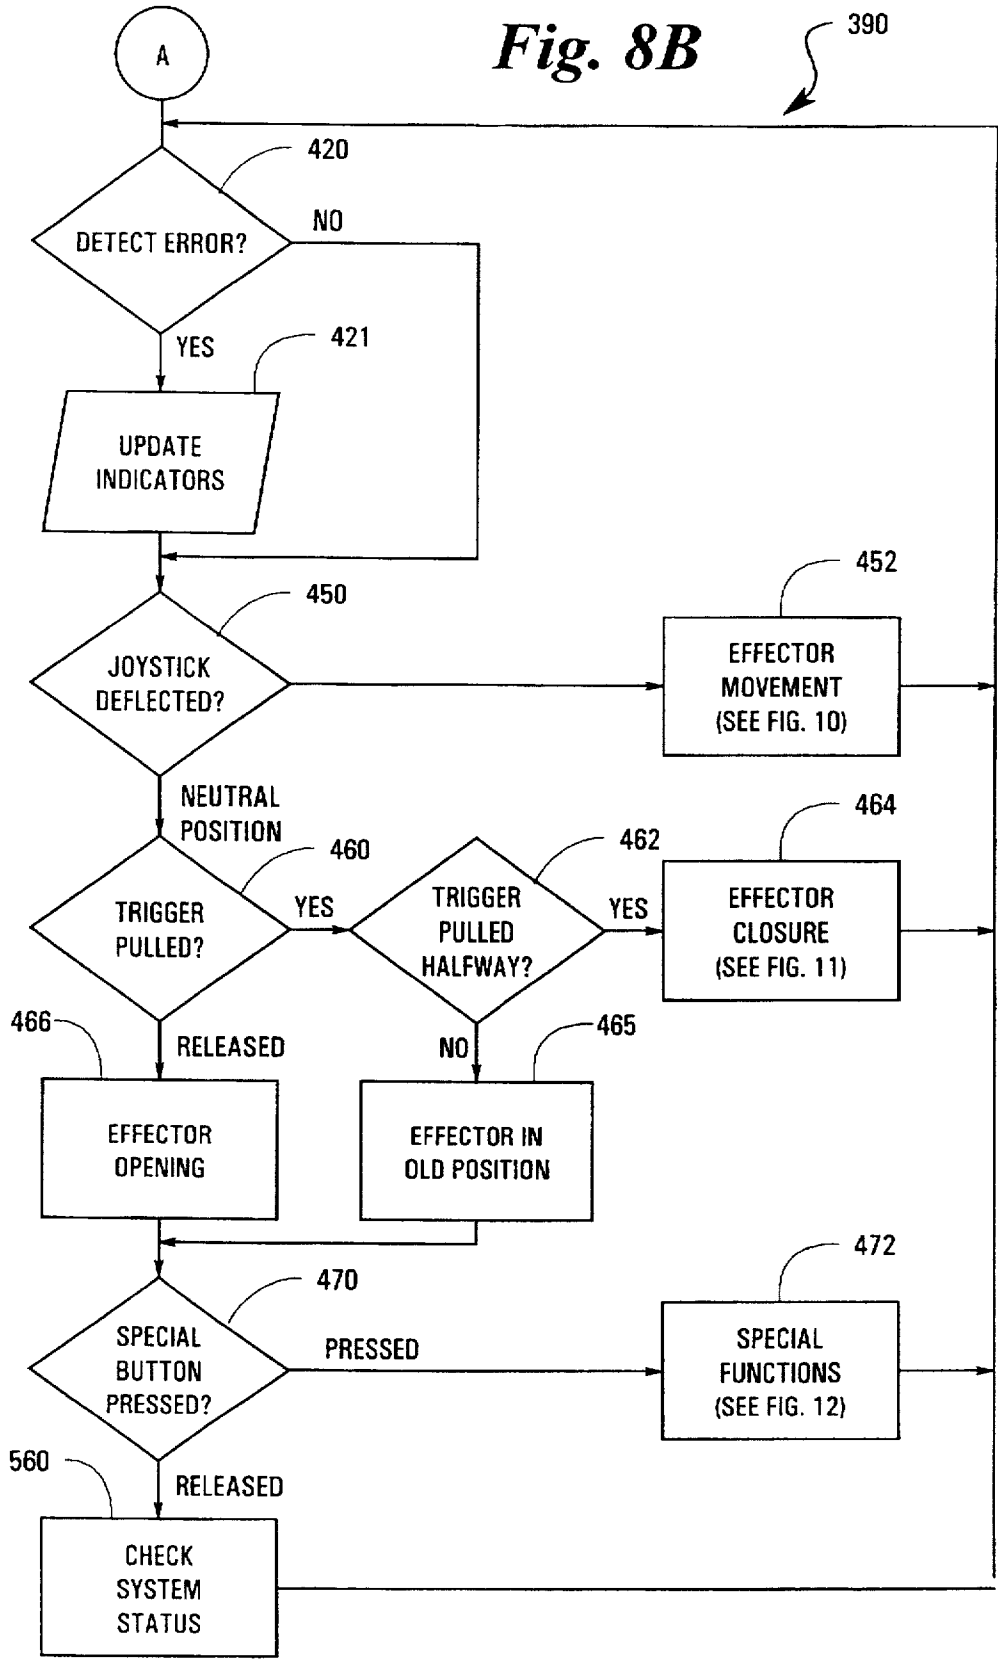 A
Fig. 8B
390
420
DETECT ERROR?
NO
YES
421
UPDATE
INDICATORS
450
JOYSTICK
DEFLECTED?
452
EFFECTOR
MOVEMENT
(SEE FIG. 10)
NEUTRAL
POSITION
460
TRIGGER
PULLED?
YES
462
TRIGGER
PULLED
HALFWAY?
YES
464
EFFECTOR
CLOSURE
(SEE FIG. 11)
466
RELEASED
EFFECTOR
OPENING
NO
465
EFFECTOR IN
OLD POSITION
470
SPECIAL
BUTTON
PRESSED?
PRESSED
472
SPECIAL
FUNCTIONS
(SEE FIG. 12)
560
RELEASED
CHECK
SYSTEM
STATUS